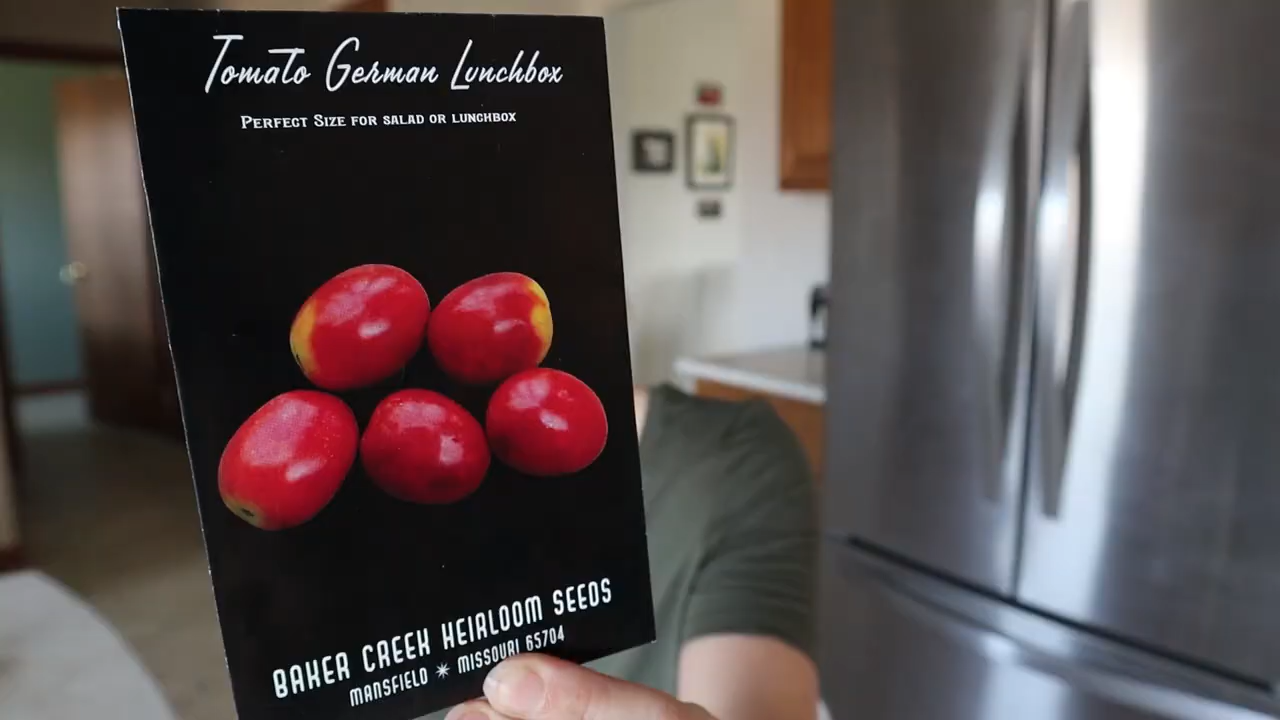 Tomato German Lunchbox
Perfect Size for salad or lunchbox
BAKER CREEK HEIRLOOM SEEDS
MANSFIELD ✴ MISSOURI 65704